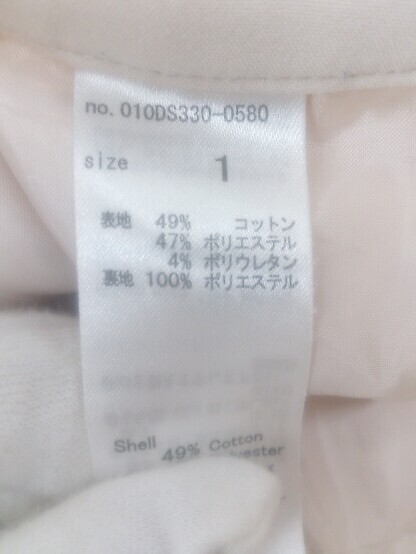 no. 010DS330-0580
size 1
表地 49% コットン
47% ポリエステル
4% ポリウレタン
裏地 100% ポリエステル
Shell 49% Cotton